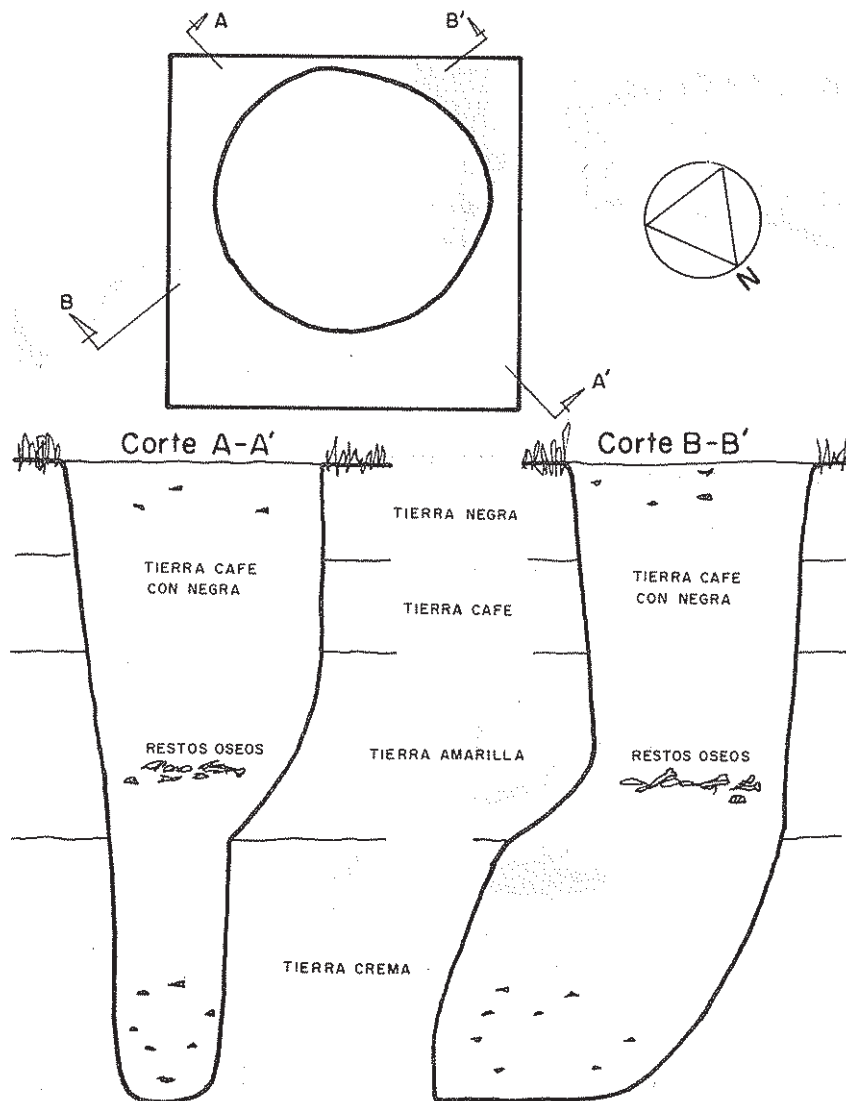 A
B'
N
B
A'
Corte A-A'
Corte B-B'
TIERRA NEGRA
TIERRA CAFE
CON NEGRA
TIERRA CAFE
CON NEGRA
TIERRA CAFE
RESTOS OSEOS
TIERRA AMARILLA
RESTOS OSEOS
TIERRA CREMA